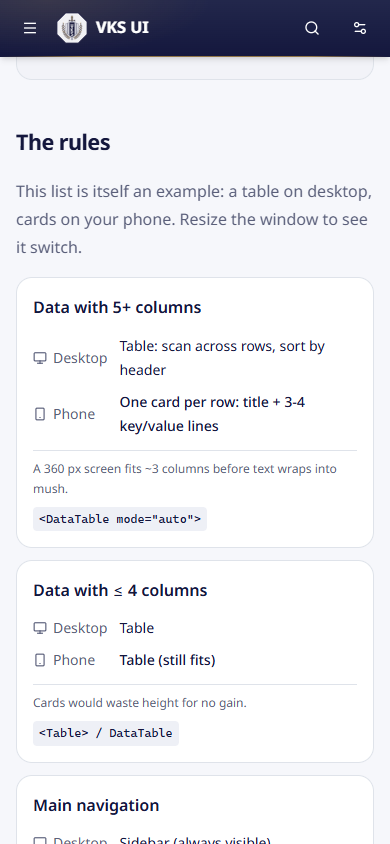 VKS UI
The rules
This list is itself an example: a table on desktop,
cards on your phone. Resize the window to see
it switch.
Data with 5+ columns
Desktop
Table: scan across rows, sort by
header
Phone
One card per row: title + 3-4
key/value lines
A 360 px screen fits ~3 columns before text wraps into
mush.
<DataTable mode="auto">
Data with ≤ 4 columns
Desktop
Table
Phone
Table (still fits)
Cards would waste height for no gain.
<Table> / DataTable
Main navigation
Desktop
Sidebar (always visible)